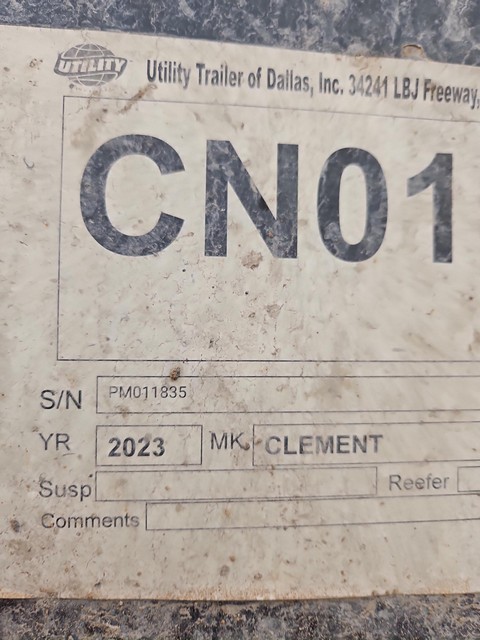 UTILITY
Utility Trailer of Dallas, Inc. 34241 LBJ Freeway,
CN01
S/N PM011835
YR 2023 MK CLEMENT
Susp Reefer
Comments